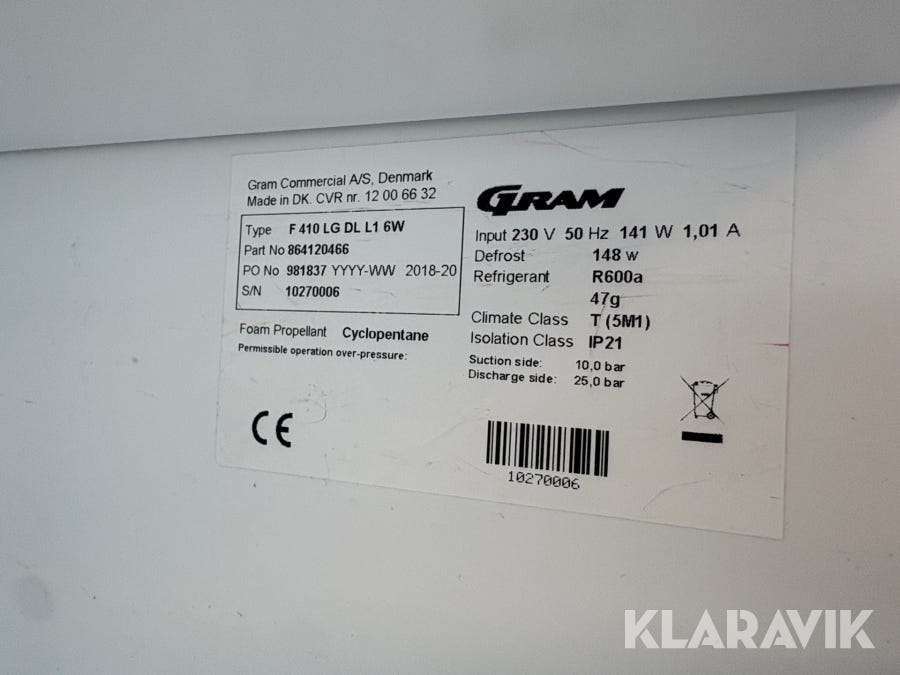 Gram Commercial A/S, Denmark
Made in DK. CVR nr. 12 00 66 32
Type F 410 LG DL L1 6W
Part No 864120466
PO No 981837 YYYY-WW 2018-20
S/N 10270006
Foam Propellant Cyclopentane
Permissible operation over-pressure:
CE
GRAM
Input 230 V 50 Hz 141 W 1,01 A
Defrost 148 W
Refrigerant R600a
47g
Climate Class T (5M1)
Isolation Class IP21
Suction side: 10,0 bar
Discharge side: 25,0 bar
10270006
KLARAVIK